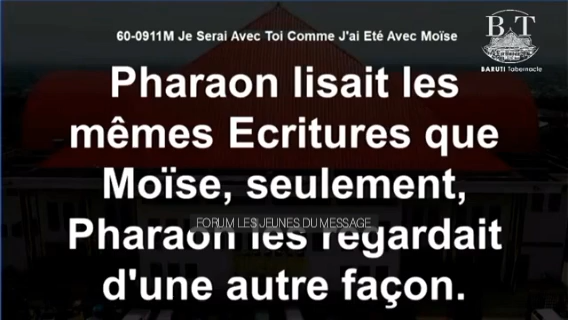 60-0911M Je Serai Avec Toi Comme J'ai Eté Avec Moïse
B T
BARUTI Tabernacle
Pharaon lisait les
mêmes Ecritures que
Moïse, seulement,
FORUM LES JEUNES DU MESSAGE
Pharaon les regardait
d'une autre façon.